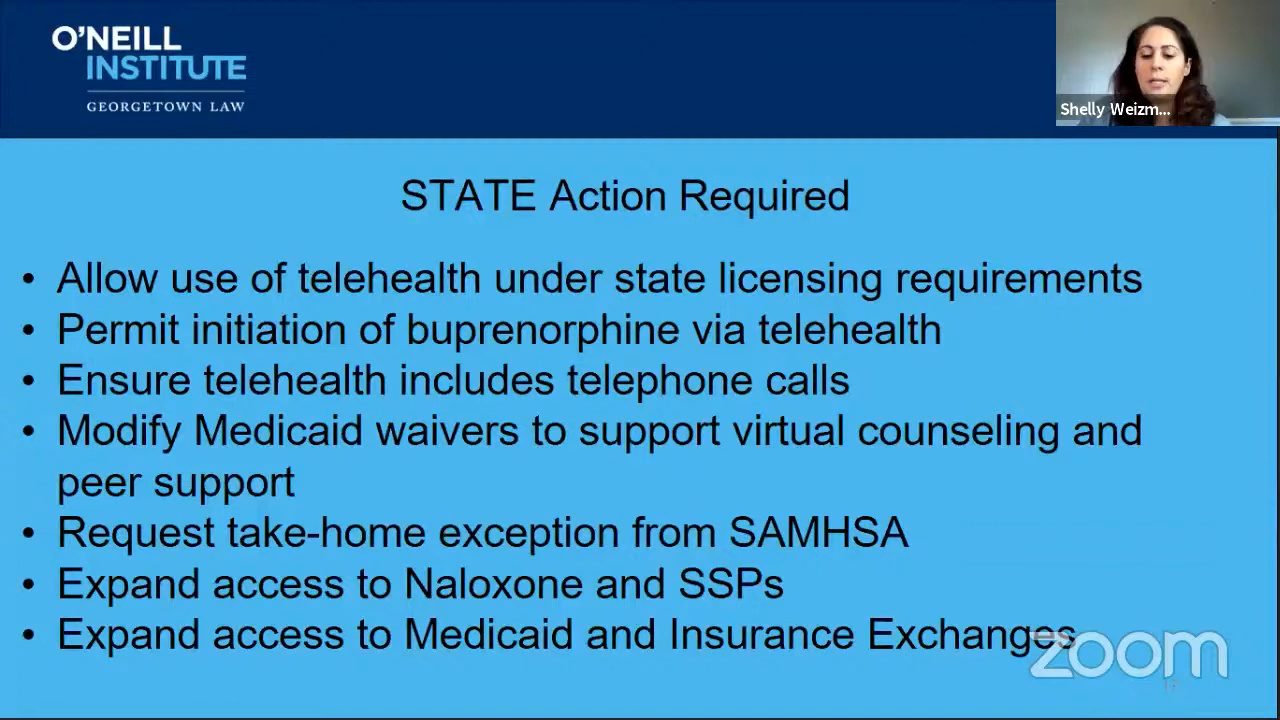 O'NEILL
INSTITUTE
GEORGETOWN LAW
Shelly Weizm...
STATE Action Required
• Allow use of telehealth under state licensing requirements
• Permit initiation of buprenorphine via telehealth
• Ensure telehealth includes telephone calls
• Modify Medicaid waivers to support virtual counseling and
peer support
• Request take-home exception from SAMHSA
• Expand access to Naloxone and SSPs
• Expand access to Medicaid and Insurance Exchanges
zoom